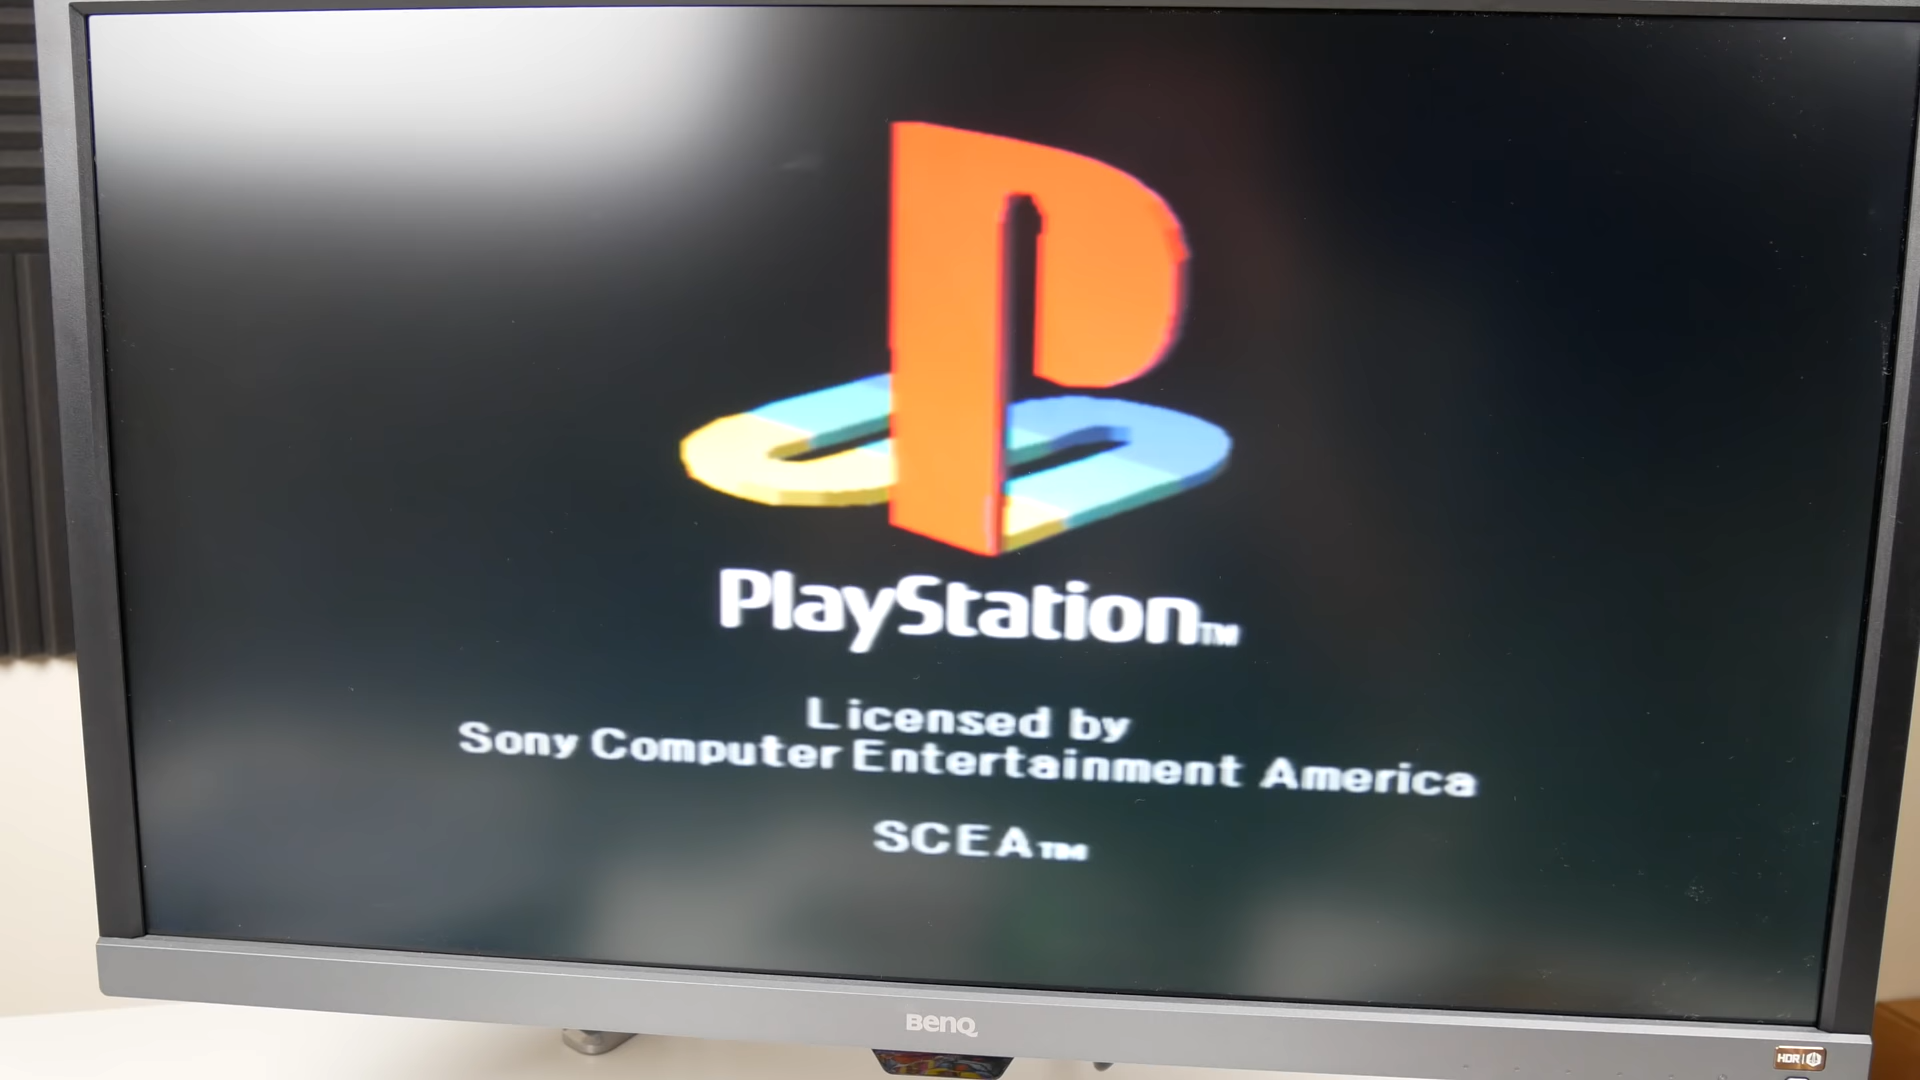 PlayStation™
Licensed by
Sony Computer Entertainment America
SCEA™
BenQ
HDR